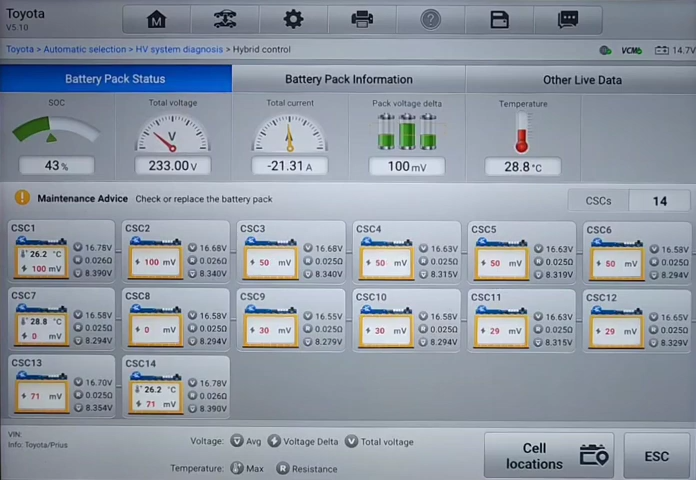 Toyota
V5.10
Toyota > Automatic selection > HV system diagnosis > Hybrid control
VCMI
14.7V
Battery Pack Status
Battery Pack Information
Other Live Data
SOC
Total voltage
Total current
Pack voltage delta
Temperature
V
A
43 %
233.00 V
-21.31 A
100 mV
28.8 °C
Maintenance Advice Check or replace the battery pack
CSCs 14
CSC1
26.2 °C
100 mV
V 16.78V
R 0.026Ω
8.390V
CSC2
100 mV
V 16.68V
R 0.026Ω
8.340V
CSC3
50 mV
V 16.68V
R 0.025Ω
8.340V
CSC4
50 mV
V 16.63V
R 0.025Ω
8.315V
CSC5
50 mV
V 16.63V
R 0.025Ω
8.319V
CSC6
50 mV
V 16.58V
R 0.025Ω
8.294V
CSC7
28.8 °C
0 mV
V 16.58V
R 0.025Ω
8.294V
CSC8
0 mV
V 16.58V
R 0.025Ω
8.294V
CSC9
30 mV
V 16.55V
R 0.025Ω
8.279V
CSC10
30 mV
V 16.58V
R 0.025Ω
8.294V
CSC11
29 mV
V 16.63V
R 0.025Ω
8.315V
CSC12
29 mV
V 16.65V
R 0.025Ω
8.329V
CSC13
71 mV
V 16.70V
R 0.025Ω
8.354V
CSC14
26.2 °C
71 mV
V 16.78V
R 0.026Ω
8.390V
VIN:
Info: Toyota/Prius
Voltage: Avg Voltage Delta V Total voltage
Temperature: Max R Resistance
Cell
locations
ESC